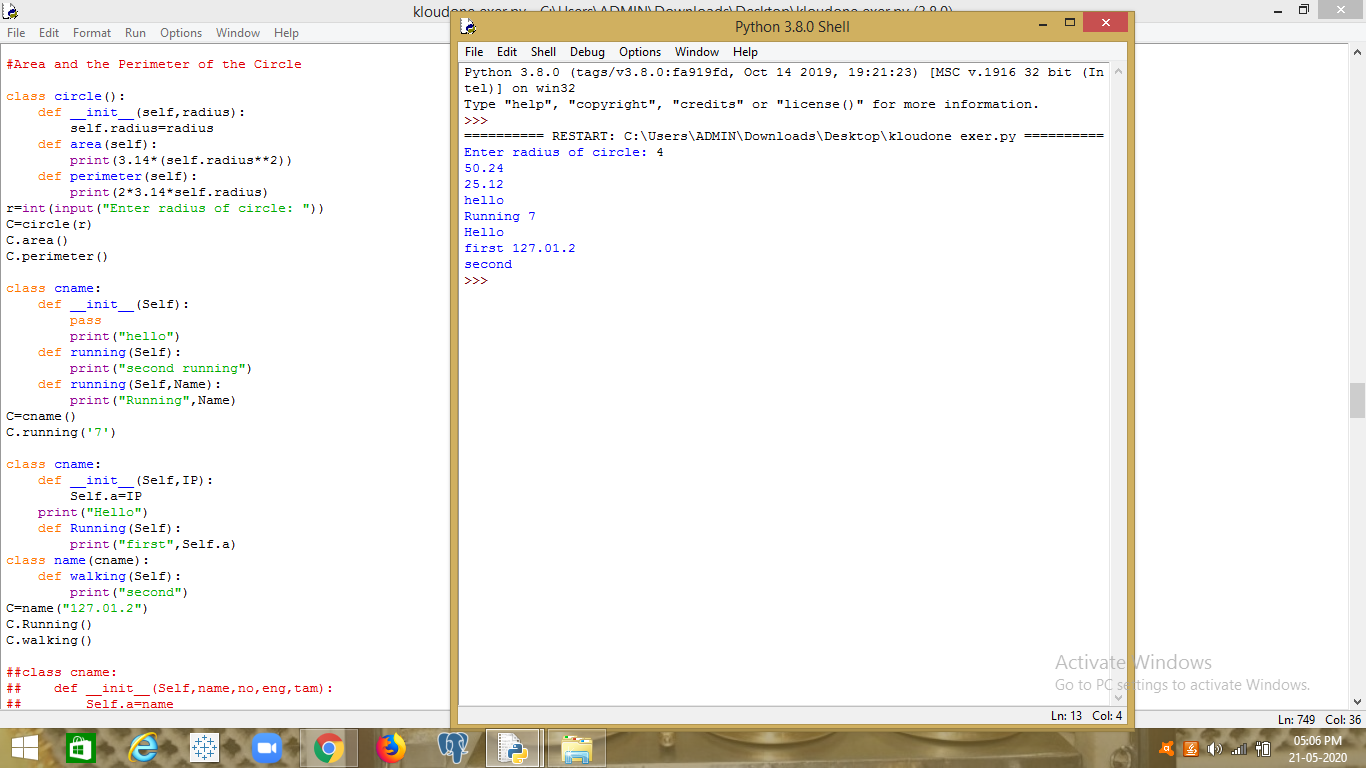 kloudone exer.py - C:\Users\ADMIN\Downloads\Desktop\kloudone exer.py (3.8.0)
File Edit Format Run Options Window Help
#Area and the Perimeter of the Circle
class circle():
    def __init__(self,radius):
        self.radius=radius
    def area(self):
        print(3.14*(self.radius**2))
    def perimeter(self):
        print(2*3.14*self.radius)
r=int(input("Enter radius of circle: "))
C=circle(r)
C.area()
C.perimeter()
class cname:
    def __init__(Self):
        pass
        print("hello")
    def running(Self):
        print("second running")
    def running(Self,Name):
        print("Running",Name)
C=cname()
C.running('7')
class cname:
    def __init__(Self,IP):
        Self.a=IP
    print("Hello")
    def Running(Self):
        print("first",Self.a)
class name(cname):
    def walking(Self):
        print("second")
C=name("127.01.2")
C.Running()
C.walking()
##class cname:
##    def __init__(Self,name,no,eng,tam):
##        Self.a=name
Python 3.8.0 Shell
File Edit Shell Debug Options Window Help
Python 3.8.0 (tags/v3.8.0:fa919fd, Oct 14 2019, 19:21:23) [MSC v.1916 32 bit (In
tel)] on win32
Type "help", "copyright", "credits" or "license()" for more information.
>>>
========== RESTART: C:\Users\ADMIN\Downloads\Desktop\kloudone exer.py ==========
Enter radius of circle: 4
50.24
25.12
hello
Running 7
Hello
first 127.01.2
second
>>>
Activate Windows
Go to PC settings to activate Windows.
Ln: 13 Col: 4
Ln: 749 Col: 36
05:06 PM
21-05-2020